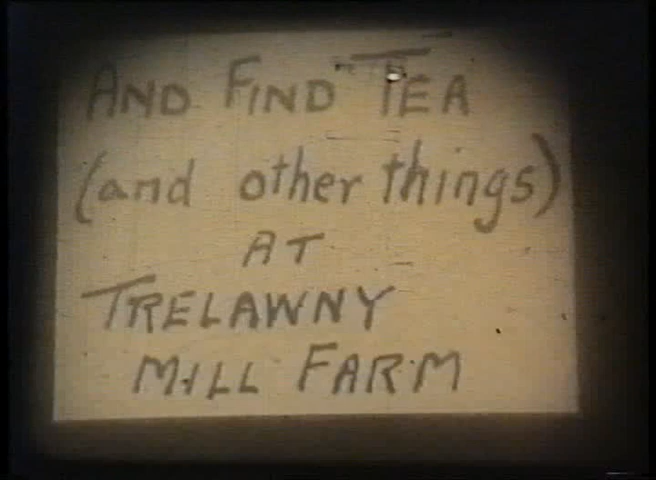 AND FIND TEA
(and other things)
AT
TRELAWNY
MILL FARM